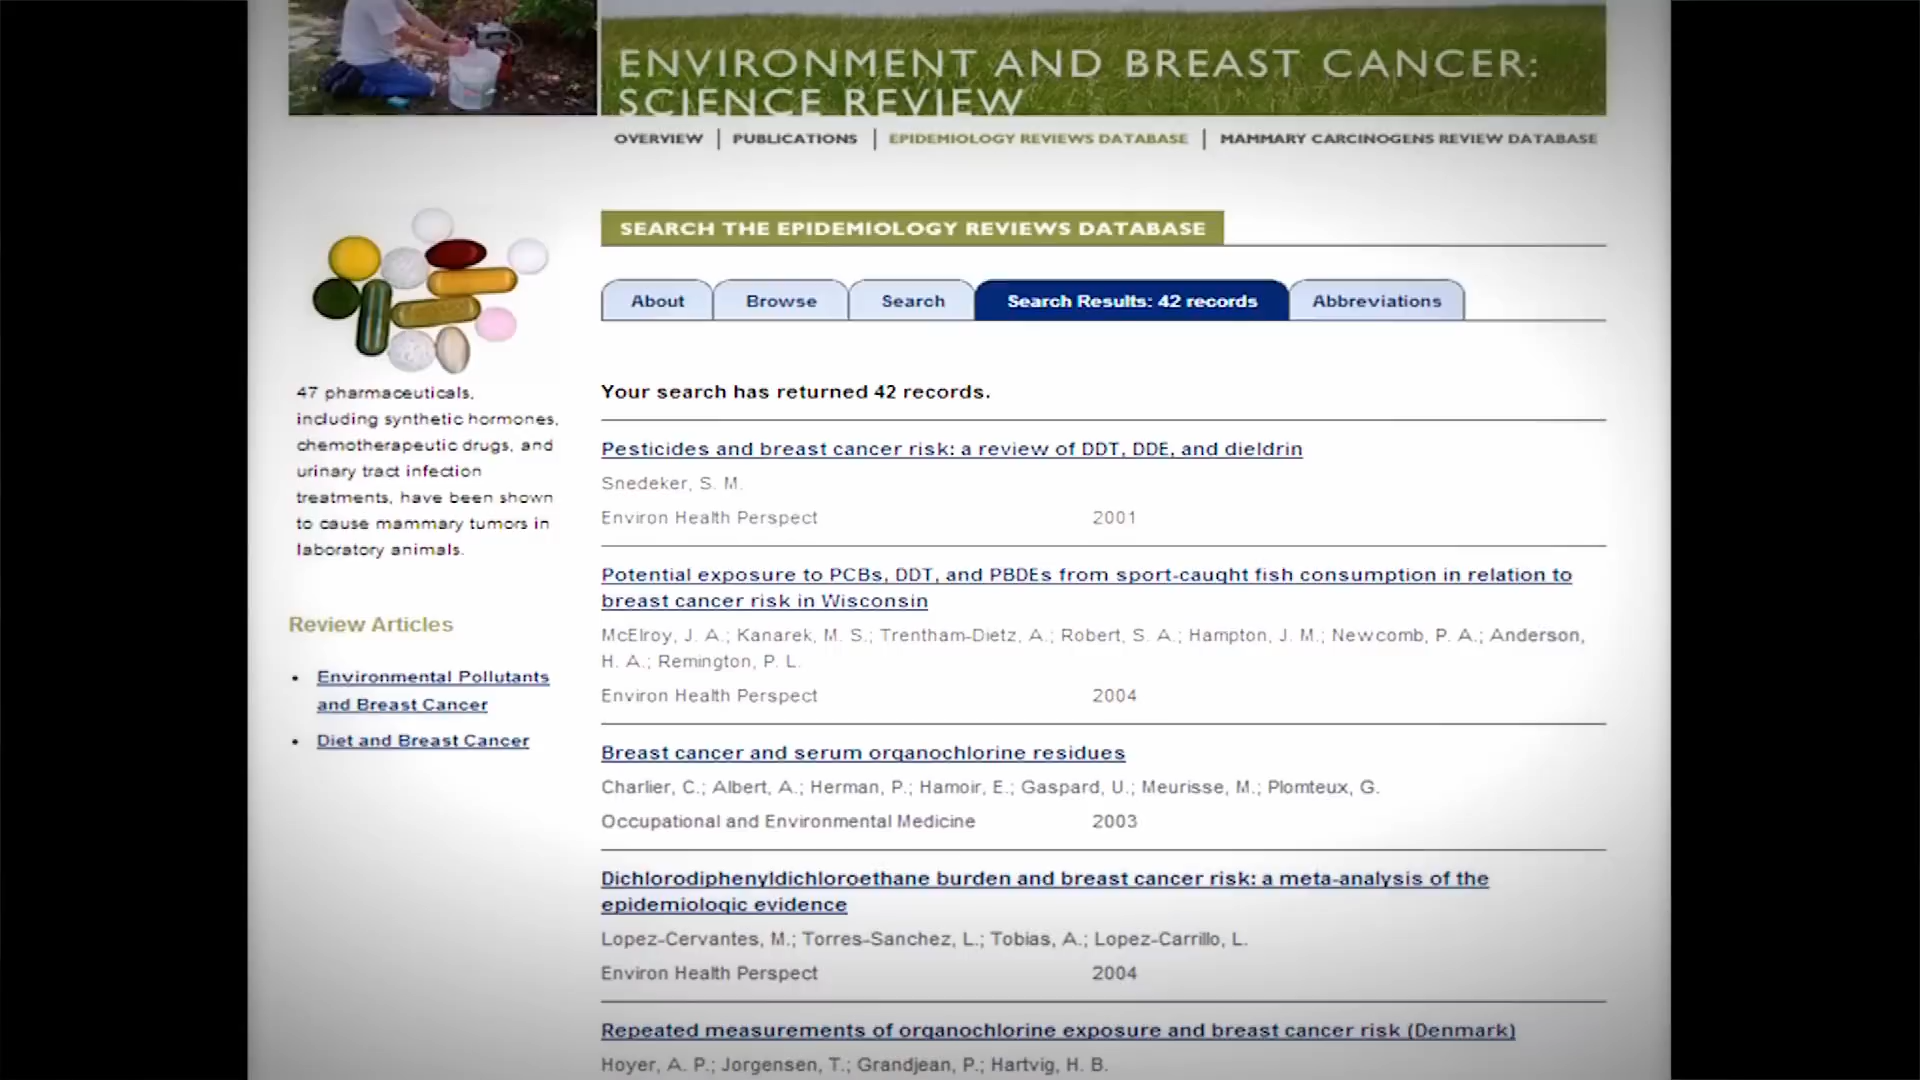 ENVIRONMENT AND BREAST CANCER:
SCIENCE REVIEW
OVERVIEW | PUBLICATIONS | EPIDEMIOLOGY REVIEWS DATABASE | MAMMARY CARCINOGENS REVIEW DATABASE
47 pharmaceuticals,
including synthetic hormones,
chemotherapeutic drugs, and
urinary tract infection
treatments, have been shown
to cause mammary tumors in
laboratory animals.
Review Articles
• Environmental Pollutants
and Breast Cancer
• Diet and Breast Cancer
SEARCH THE EPIDEMIOLOGY REVIEWS DATABASE
About Browse Search Search Results: 42 records Abbreviations
Your search has returned 42 records.
Pesticides and breast cancer risk: a review of DDT, DDE, and dieldrin
Snedeker, S. M.
Environ Health Perspect 2001
Potential exposure to PCBs, DDT, and PBDEs from sport-caught fish consumption in relation to
breast cancer risk in Wisconsin
McElroy, J. A.; Kanarek, M. S.; Trentham-Dietz, A.; Robert, S. A.; Hampton, J. M.; Newcomb, P. A.; Anderson,
H. A.; Remington, P. L.
Environ Health Perspect 2004
Breast cancer and serum organochlorine residues
Charlier, C.; Albert, A.; Herman, P.; Hamoir, E.; Gaspard, U.; Meurisse, M.; Plomteux, G.
Occupational and Environmental Medicine 2003
Dichlorodiphenyldichloroethane burden and breast cancer risk: a meta-analysis of the
epidemiologic evidence
Lopez-Cervantes, M.; Torres-Sanchez, L.; Tobias, A.; Lopez-Carrillo, L.
Environ Health Perspect 2004
Repeated measurements of organochlorine exposure and breast cancer risk (Denmark)
Hoyer, A. P.; Jorgensen, T.; Grandjean, P.; Hartvig, H. B.